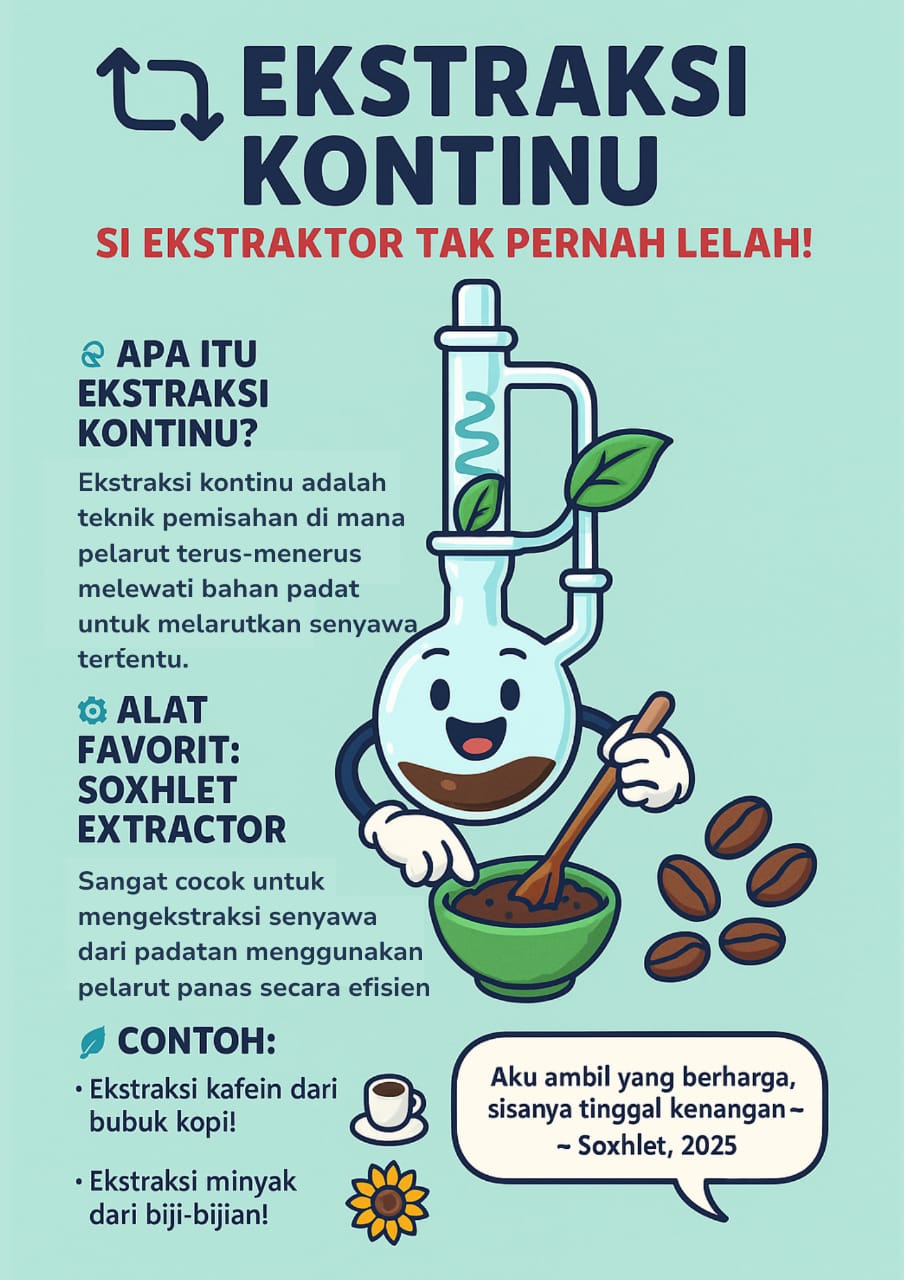 EKSTRAKSI
KONTINU
SI EKSTRAKTOR TAK PERNAH LELAH!
APA ITU
EKSTRAKSI
KONTINU?
Ekstraksi kontinu adalah
teknik pemisahan di mana
pelarut terus-menerus
melewati bahan padat
untuk melarutkan senyawa
tertentu.
ALAT
FAVORIT:
SOXHLET
EXTRACTOR
Sangat cocok untuk
mengekstraksi senyawa
dari padatan menggunakan
pelarut panas secara efisien
CONTOH:
• Ekstraksi kafein dari
bubuk kopi!
• Ekstraksi minyak
dari biji-bijian!
Aku ambil yang berharga,
sisanya tinggal kenangan~
~ Soxhlet, 2025